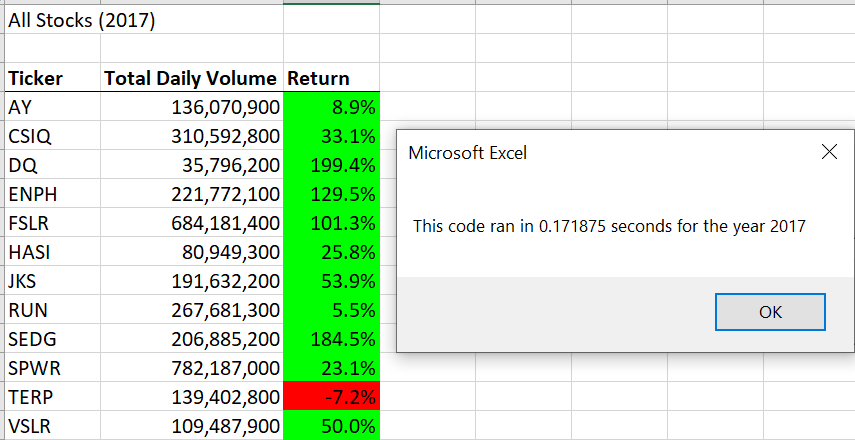 All Stocks (2017)
Ticker Total Daily Volume Return
AY 136,070,900 8.9%
CSIQ 310,592,800 33.1%
DQ 35,796,200 199.4%
ENPH 221,772,100 129.5%
FSLR 684,181,400 101.3%
HASI 80,949,300 25.8%
JKS 191,632,200 53.9%
RUN 267,681,300 5.5%
SEDG 206,885,200 184.5%
SPWR 782,187,000 23.1%
TERP 139,402,800 -7.2%
VSLR 109,487,900 50.0%
Microsoft Excel
This code ran in 0.171875 seconds for the year 2017
OK